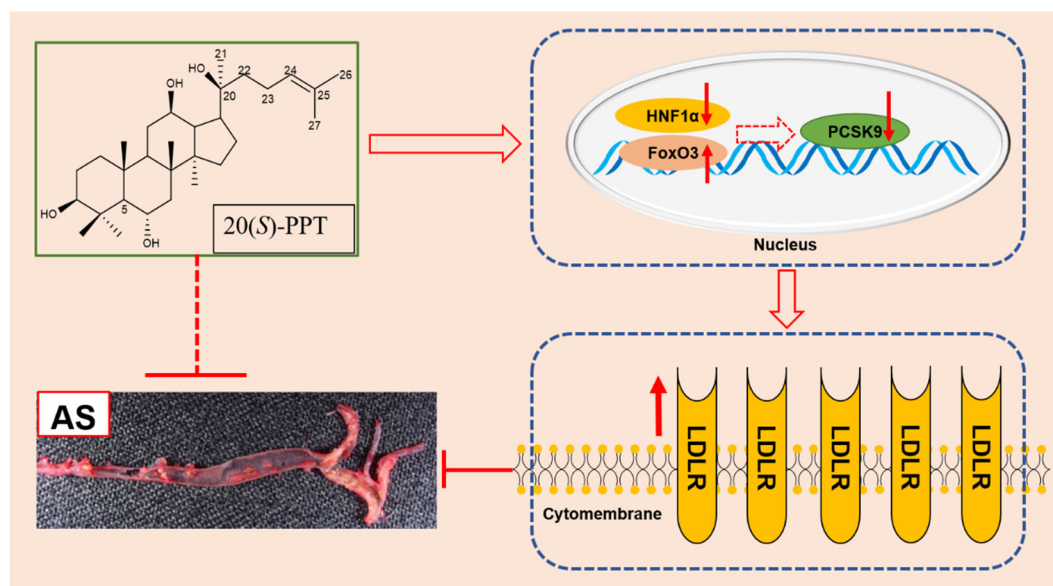 21
HO
22
24
26
OH
20
23
25
27
HO
5
OH
20(S)-PPT
HNF1α
FoxO3
PCSK9
Nucleus
AS
LDLR
LDLR
LDLR
LDLR
LDLR
Cytomembrane